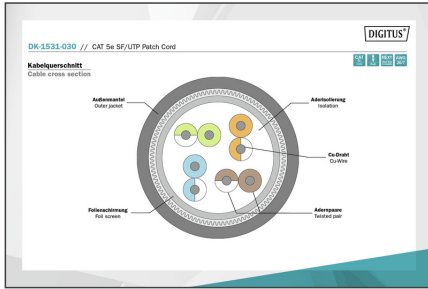 DIGITUS®
DK-1531-030 // CAT 5e SF/UTP Patch Cord
Kabelquerschnitt
Cable cross section
Außenmantel
Outer jacket
Aderisolierung
Isolation
Cu-Draht
Cu-Wire
Folienschirmung
Foil screen
Adernpaare
Twisted pair